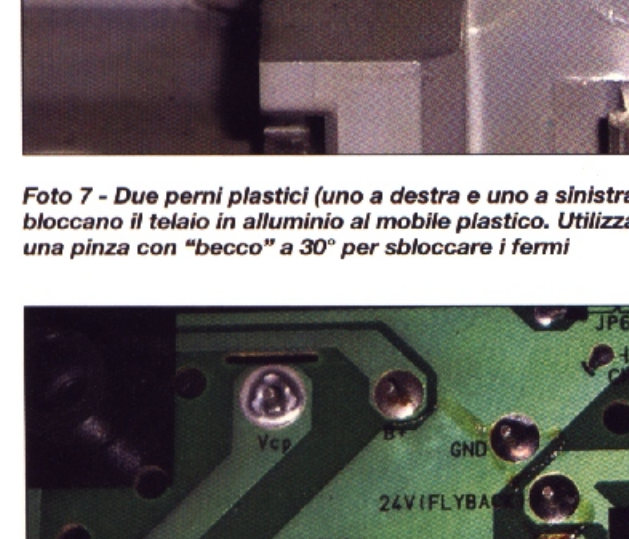 Foto 7 - Due perni plastici (uno a destra e uno a sinistra
bloccano il telaio in alluminio al mobile plastico. Utilizza
una pinza con “becco” a 30° per sbloccare i fermi
JP6
Vcp
B+
GND
24V(FLYBACK)